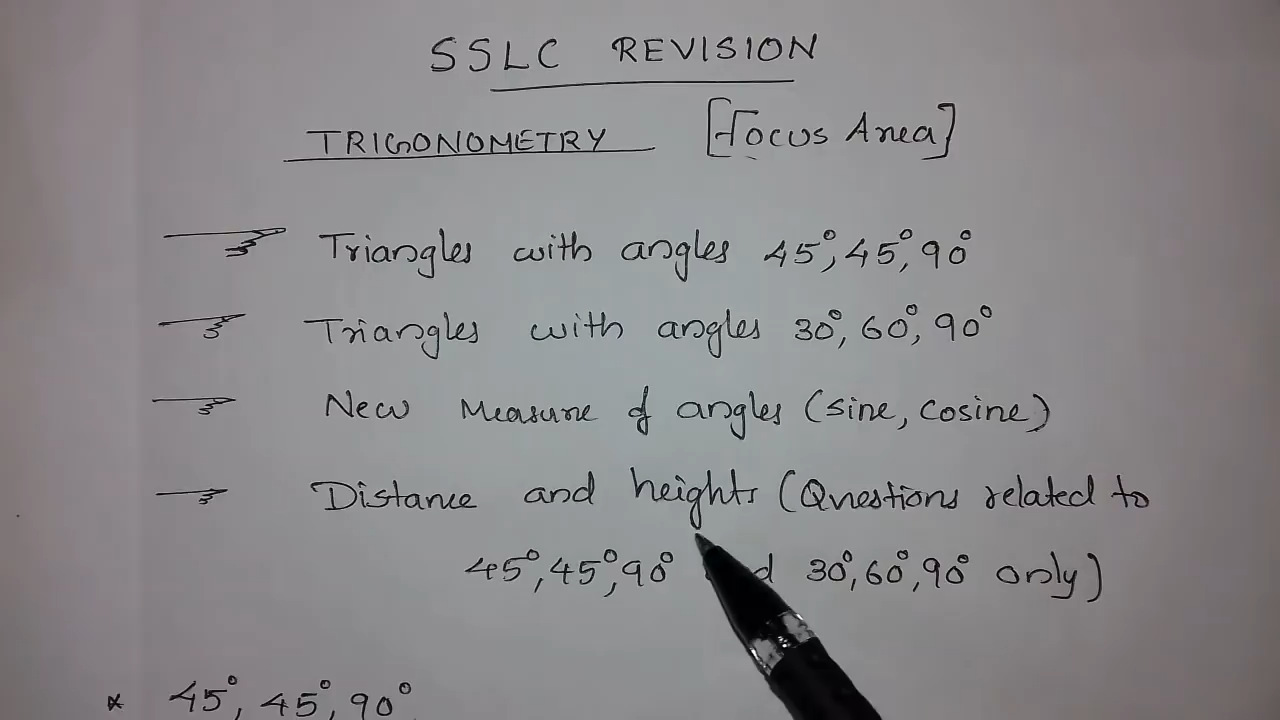 SSLC REVISION
TRIGONOMETRY [Focus Area]
Triangles with angles 45°, 45°, 90°
Triangles with angles 30°, 60°, 90°
New Measure of angles (sine, cosine)
Distance and heights (Questions related to
45°, 45°, 90° 30°, 60°, 90° only)
* 45°, 45°, 90°